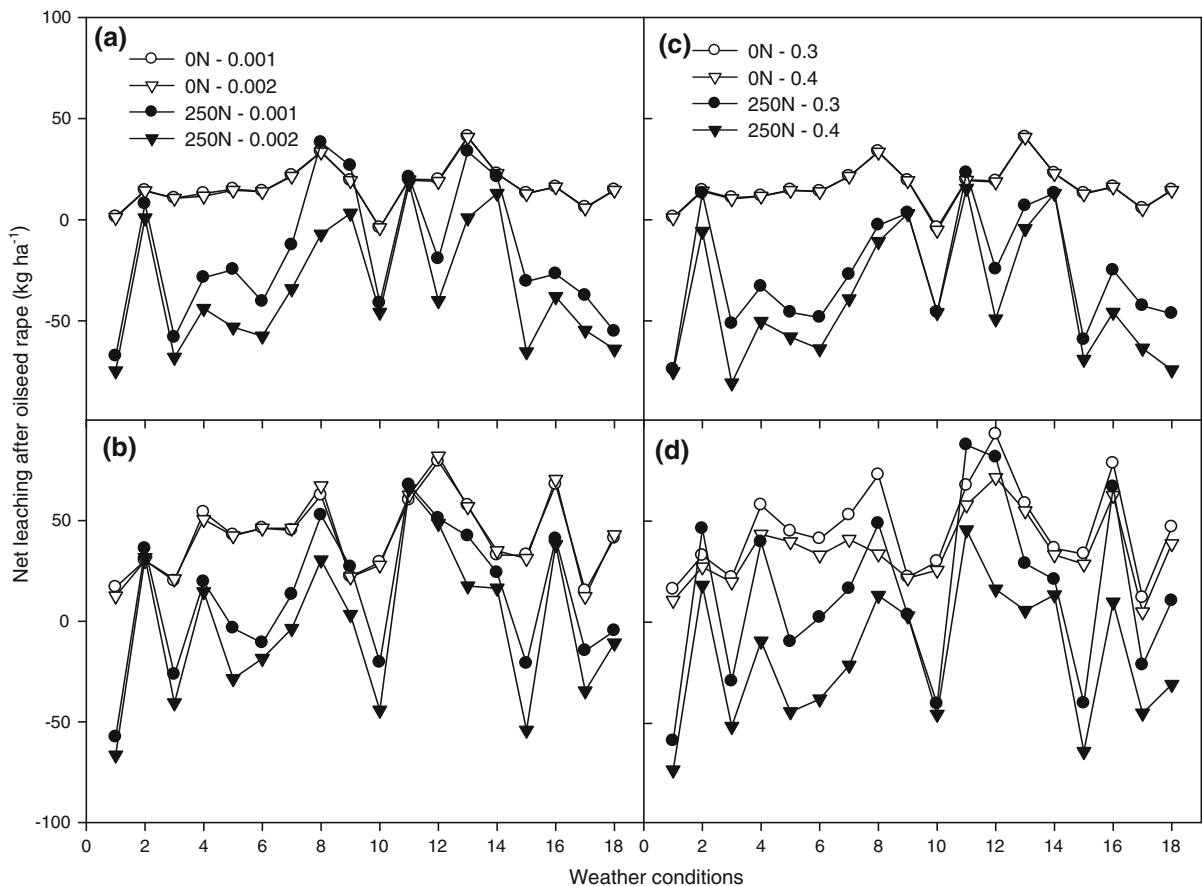 (a)
0N - 0.001
0N - 0.002
250N - 0.001
250N - 0.002
(c)
0N - 0.3
0N - 0.4
250N - 0.3
250N - 0.4
100
50
0
-50
(b)
(d)
50
0
-50
-100
0 2 4 6 8 10 12 14 16 18
0 2 4 6 8 10 12 14 16 18
Net leaching after oilseed rape (kg ha⁻¹)
Weather conditions